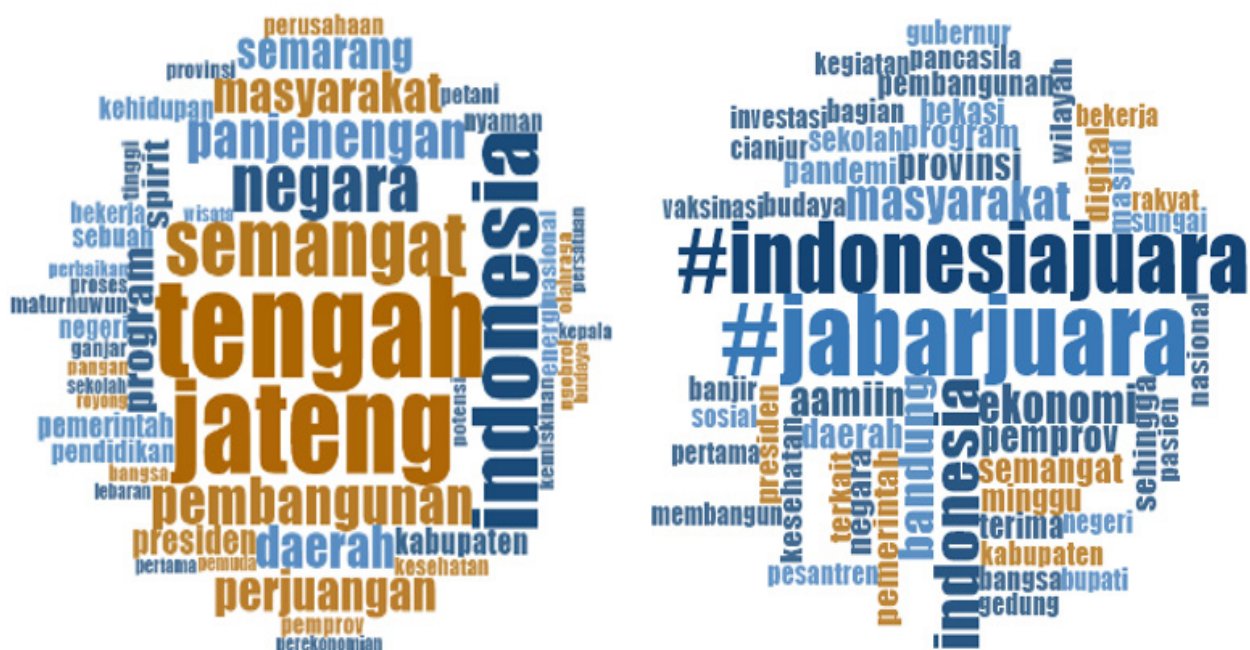 perusahaan
semarang
provinsi
masyarakat
petani
kehidupan
panjenengan
nyaman
tinggi
spirit
negara
indonesia
bekerja
wisata
sebuah
semangat
nasional
persatuan
olahraga
perbaikan
proses
maturnuwun
program
tengah
energi
kepala
negeri
ganjar
pangan
sekolah
royong
jateng
potensi
kemiskinan
ngobrol
budaya
pemerintah
pendidikan
bangsa
lebaran
pembangunan
presiden
daerah
kabupaten
pertama
pemuda
kesehatan
perjuangan
pemprov
perekonomian
gubernur
kegiatan
pancasila
pembangunan
wilayah
investasi
bagian
bekasi
bekerja
cianjur
sekolah
program
digital
masjid
pandemi
provinsi
vaksinasi
budaya
masyarakat
rakyat
sungai
#indonesiajuara
#jabarjuara
nasional
banjir
sosial
presiden
aamiin
bandung
indonesia
ekonomi
sehingga
pasien
pertama
kesehatan
daerah
pemprov
terkait
negara
pemerintah
semangat
minggu
membangun
terima
negeri
pesantren
kabupaten
bangsa
bupati
gedung